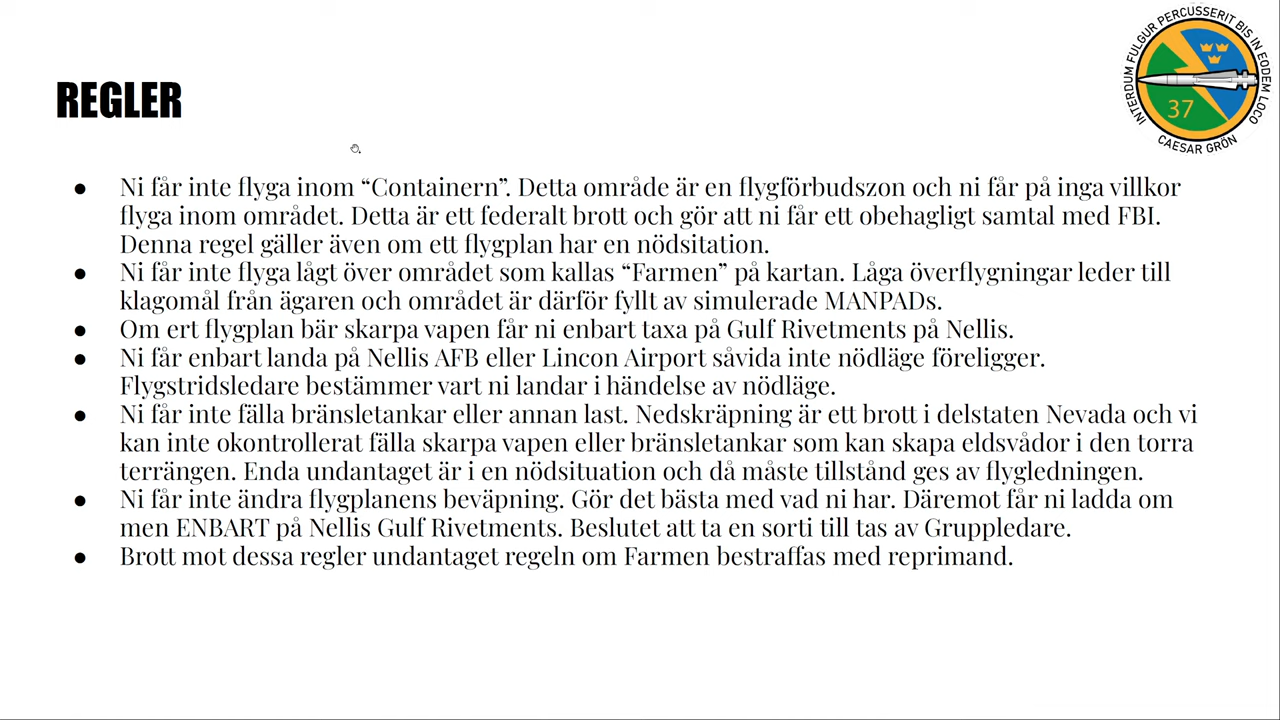 INTERDUM FULGUR PERCUSSERIT BIS IN EODEM LOCO
37
CAESAR GRÖN
REGLER
● Ni får inte flyga inom “Containern”. Detta område är en flygförbudszon och ni får på inga villkor
flyga inom området. Detta är ett federalt brott och gör att ni får ett obehagligt samtal med FBI.
Denna regel gäller även om ett flygplan har en nödsitation.
● Ni får inte flyga lågt över området som kallas “Farmen” på kartan. Låga överflygningar leder till
klagomål från ägaren och området är därför fyllt av simulerade MANPADs.
● Om ert flygplan bär skarpa vapen får ni enbart taxa på Gulf Rivetments på Nellis.
● Ni får enbart landa på Nellis AFB eller Lincon Airport såvida inte nödläge föreligger.
Flygstridsledare bestämmer vart ni landar i händelse av nödläge.
● Ni får inte fälla bränsletankar eller annan last. Nedskräpning är ett brott i delstaten Nevada och vi
kan inte okontrollerat fälla skarpa vapen eller bränsletankar som kan skapa eldsvådor i den torra
terrängen. Enda undantaget är i en nödsituation och då måste tillstånd ges av flygledningen.
● Ni får inte ändra flygplanens beväpning. Gör det bästa med vad ni har. Däremot får ni ladda om
men ENBART på Nellis Gulf Rivetments. Beslutet att ta en sorti till tas av Gruppledare.
● Brott mot dessa regler undantaget regeln om Farmen bestraffas med reprimand.